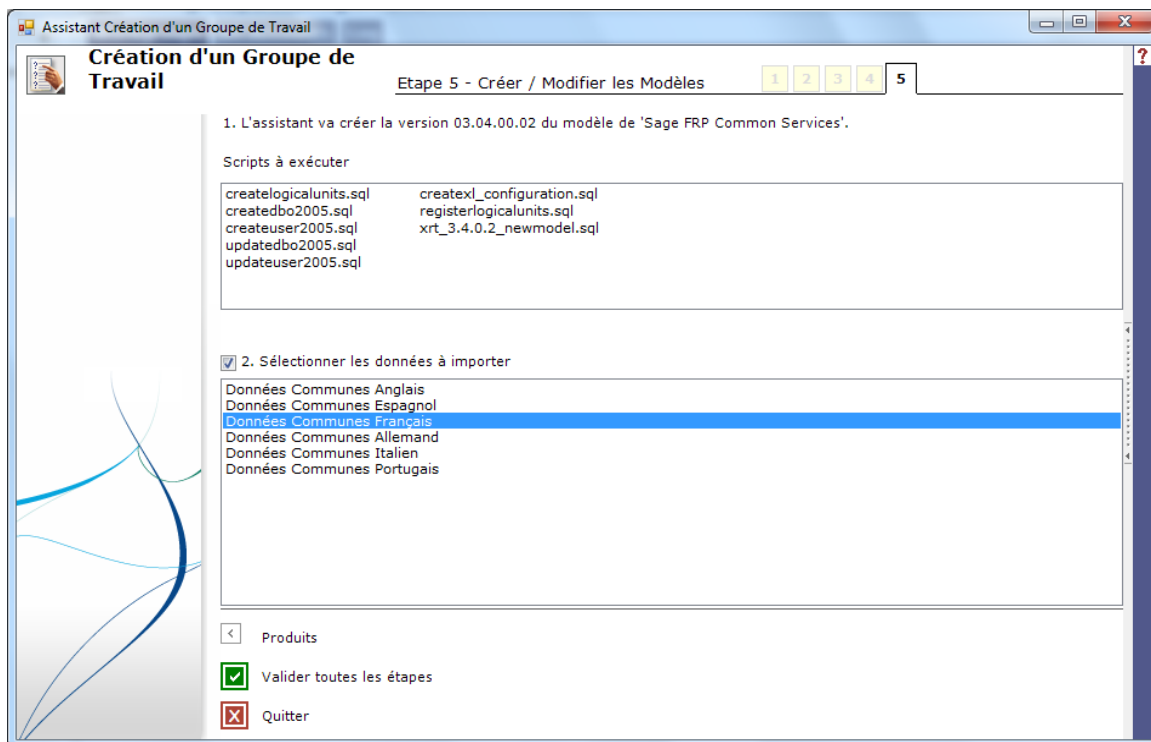 Assistant Création d'un Groupe de Travail
?
Création d'un Groupe de
Travail
Etape 5 - Créer / Modifier les Modèles
1 2 3 4 5
1. L'assistant va créer la version 03.04.00.02 du modèle de 'Sage FRP Common Services'.
Scripts à exécuter
createlogicalunits.sql createxl_configuration.sql
createdbo2005.sql registerlogicalunits.sql
createuser2005.sql xrt_3.4.0.2_newmodel.sql
updatedbo2005.sql
updateuser2005.sql
2. Sélectionner les données à importer
Données Communes Anglais
Données Communes Espagnol
Données Communes Français
Données Communes Allemand
Données Communes Italien
Données Communes Portugais
< Produits
Valider toutes les étapes
Quitter